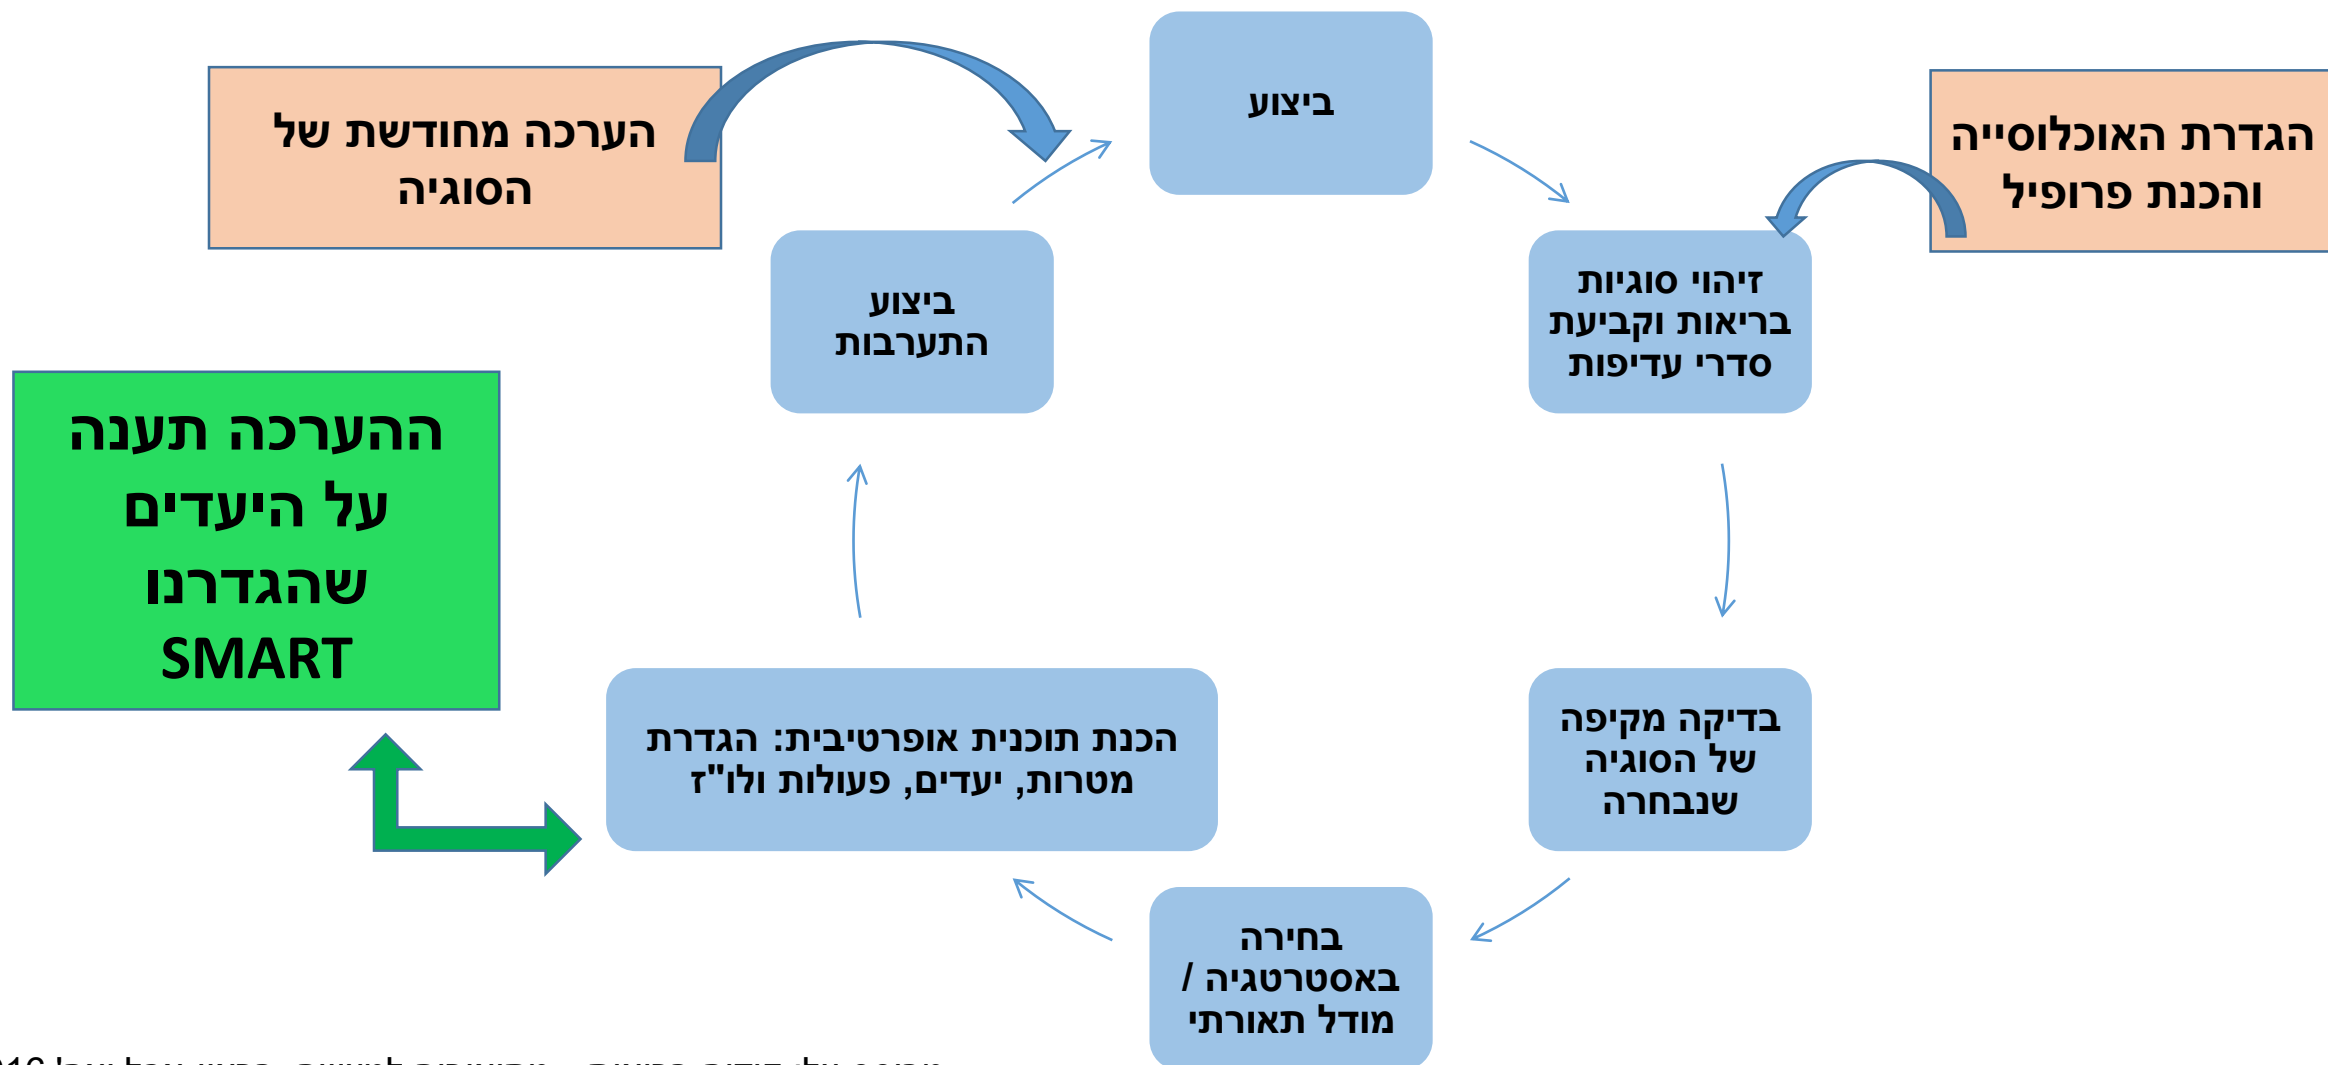 ביצוע
הערכה מחודשת של
הסוגיה
הגדרת האוכלוסייה
והכנת פרופיל
זיהוי סוגיות
בריאות וקביעת
סדרי עדיפות
ביצוע
התערבות
ההערכה תענה
על היעדים
שהגדרנו
SMART
בדיקה מקיפה
של הסוגיה
שנבחרה
הכנת תוכנית אופרטיבית: הגדרת
מטרות, יעדים, פעולות ולו"ז
בחירה
באסטרטגיה /
מודל תאורתי